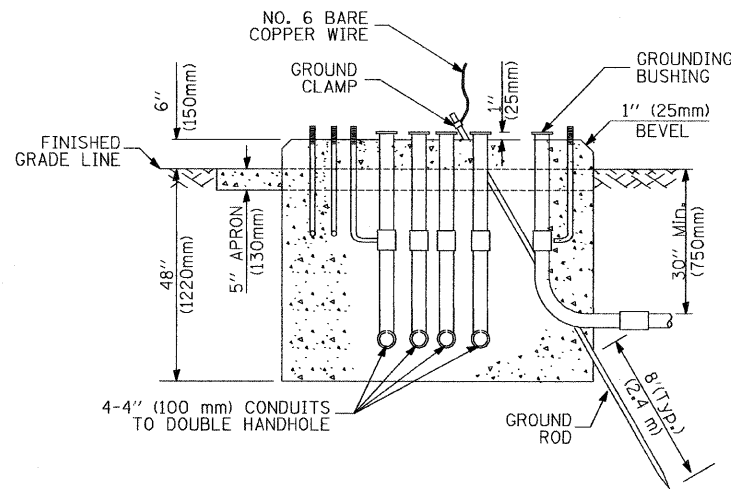 NO. 6 BARE
COPPER WIRE
GROUND
CLAMP
1" (25mm)
GROUNDING
BUSHING
6" (150mm)
1" (25mm)
BEVEL
FINISHED
GRADE LINE
48" (1220mm)
5" APRON
(130mm)
30" Min.
(750mm)
4-4" (100 mm) CONDUITS
TO DOUBLE HANDHOLE
GROUND
ROD
8'(Typ.)
(2.4 m)